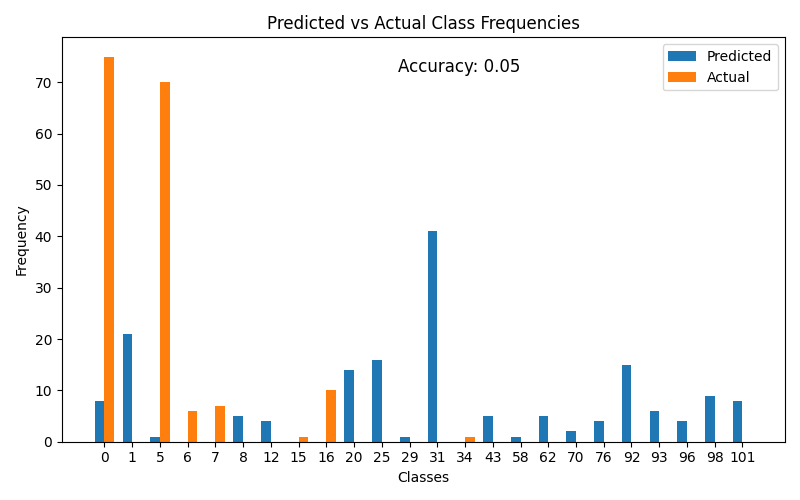 Predicted vs Actual Class Frequencies
Accuracy: 0.05
Predicted
Actual
70
60
50
40
30
20
10
0
Frequency
0 1 5 6 7 8 12 15 16 20 25 29 31 34 43 58 62 70 76 92 93 96 98 101
Classes